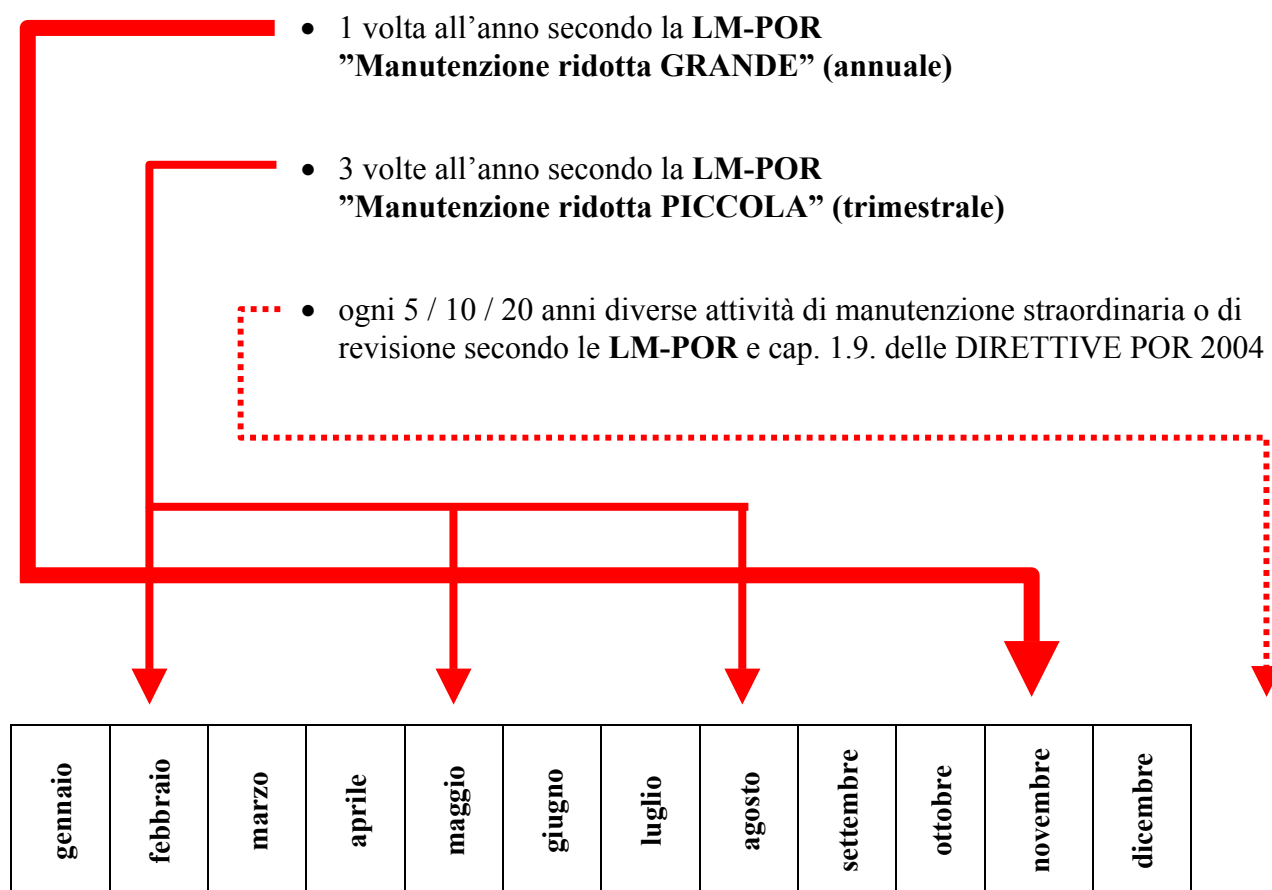 • 1 volta all'anno secondo la LM-POR
”Manutenzione ridotta GRANDE” (annuale)
• 3 volte all'anno secondo la LM-POR
”Manutenzione ridotta PICCOLA” (trimestrale)
• ogni 5 / 10 / 20 anni diverse attività di manutenzione straordinaria o di
revisione secondo le LM-POR e cap. 1.9. delle DIRETTIVE POR 2004
gennaio
febbraio
marzo
aprile
maggio
giugno
luglio
agosto
settembre
ottobre
novembre
dicembre